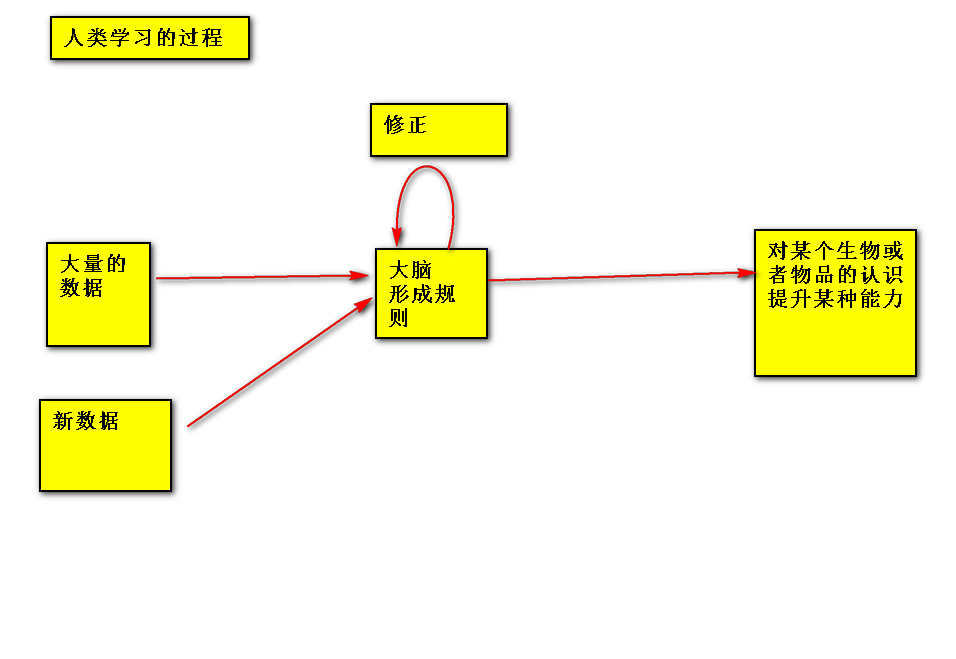 人类学习的过程
修正
大量的
数据
大脑
形成规
则
对某个生物或
者物品的认识
提升某种能力
新数据